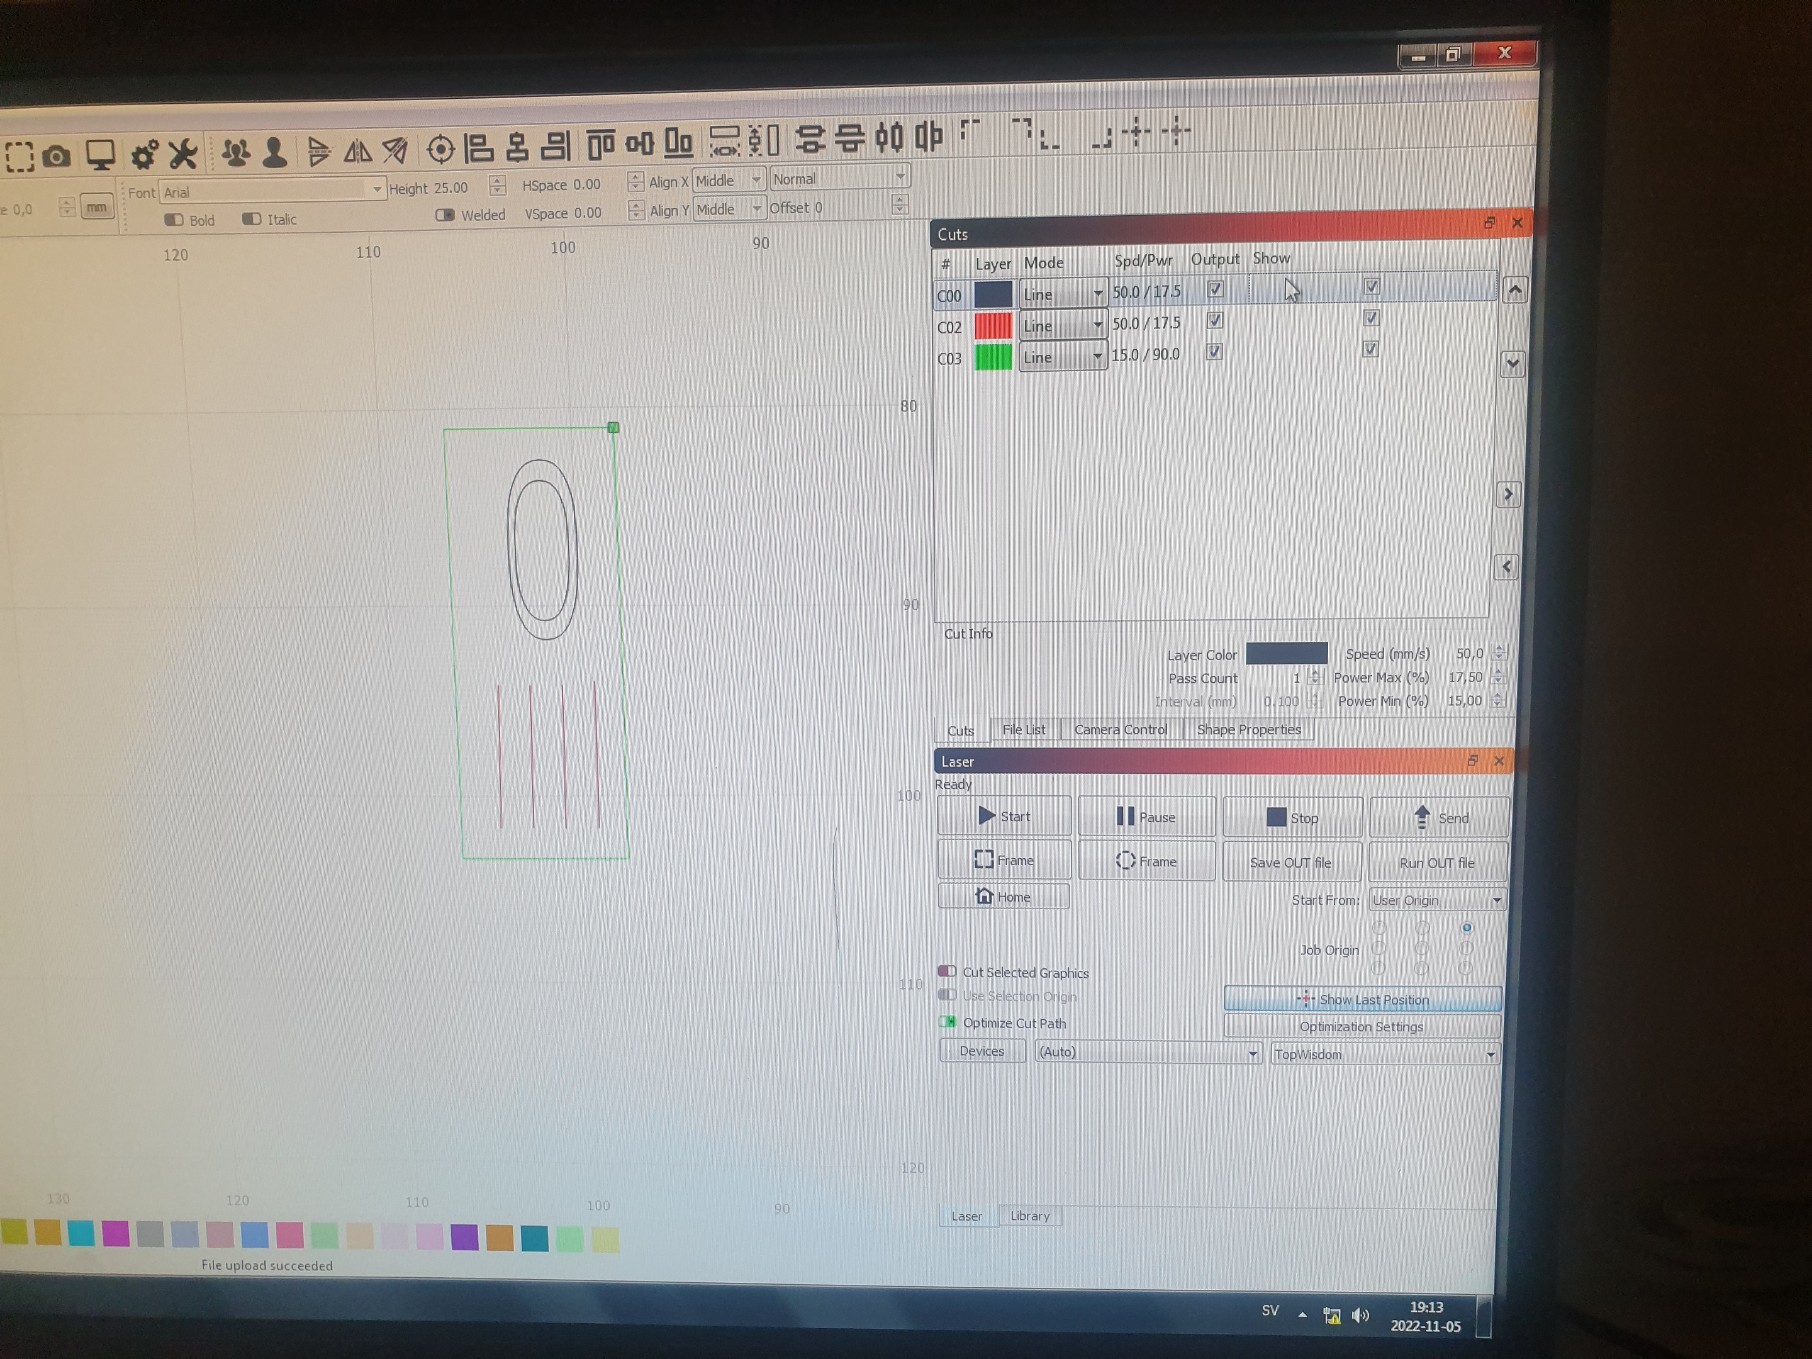 Font Arial Height 25.00 HSpace 0.00 Align X Middle Normal
0,0 mm Bold Italic Welded VSpace 0.00 Align Y Middle Offset 0
120 110 100 90
80
90
100
110
120
Cuts
# Layer Mode Spd/Pwr Output Show
C00 Line 50.0 / 17.5
C02 Line 50.0 / 17.5
C03 Line 15.0 / 90.0
Cut Info
Layer Color Speed (mm/s) 50,0
Pass Count 1 Power Max (%) 17,50
Interval (mm) 0.100 Power Min (%) 15,00
Cuts File List Camera Control Shape Properties
Laser
Ready
Start Pause Stop Send
Frame Frame Save OUT file Run OUT file
Home Start From: User Origin
Job Origin
Cut Selected Graphics
Use Selection Origin Show Last Position
Optimize Cut Path Optimization Settings
Devices (Auto) TopWisdom
130 120 110 100 90
Laser Library
File upload succeeded
SV 19:13
2022-11-05